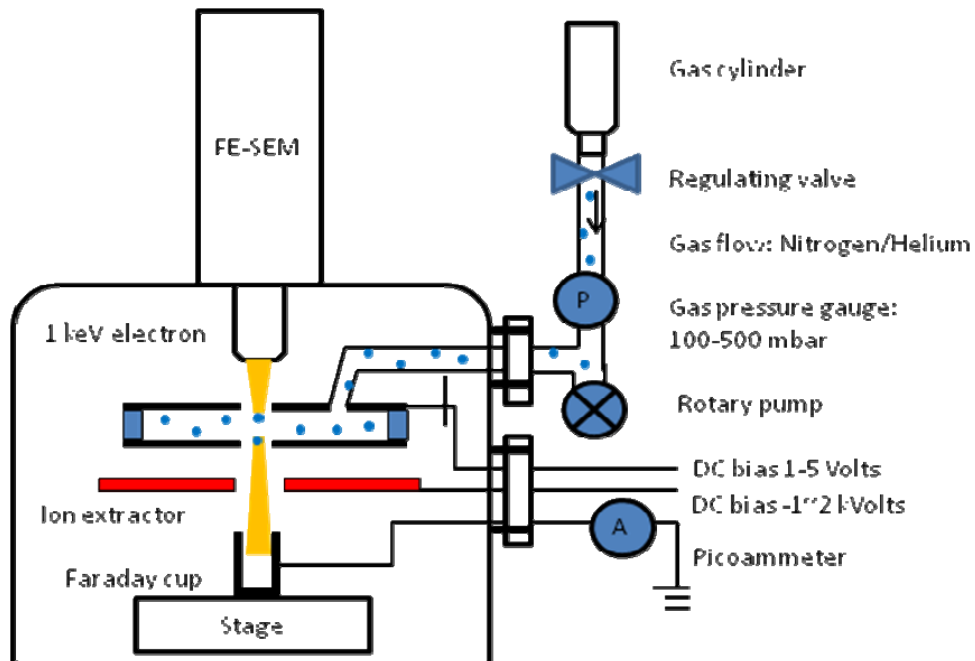 FE-SEM
Gas cylinder
Regulating valve
Gas flow: Nitrogen/Helium
P
Gas pressure gauge:
100-500 mbar
1 keV electron
Rotary pump
DC bias 1-5 Volts
DC bias -1~2 kVolts
Ion extractor
A
Picoammeter
Faraday cup
Stage